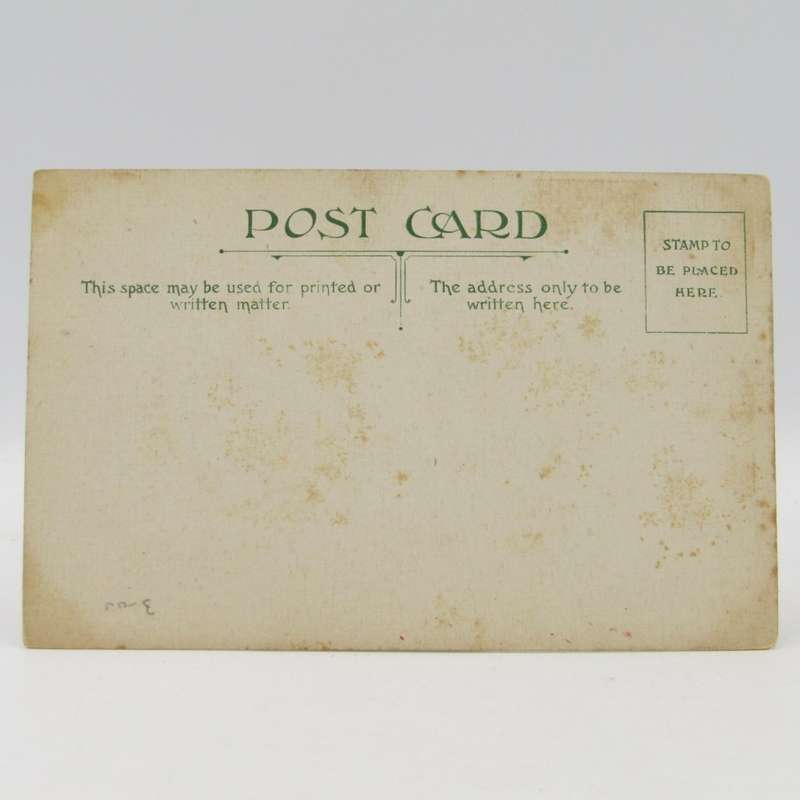 POST CARD
This space may be used for printed or
written matter.
The address only to be
written here.
STAMP TO
BE PLACED
HERE.